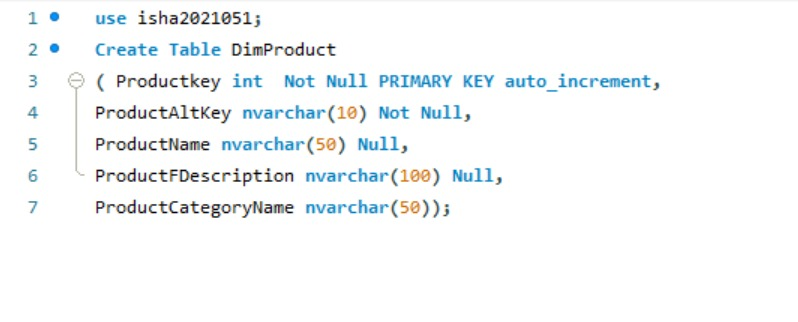 1 use isha2021051;
2 Create Table DimProduct
3 ( Productkey int  Not Null PRIMARY KEY auto_increment,
4 ProductAltKey nvarchar(10) Not Null,
5 ProductName nvarchar(50) Null,
6 ProductFDescription nvarchar(100) Null,
7 ProductCategoryName nvarchar(50));